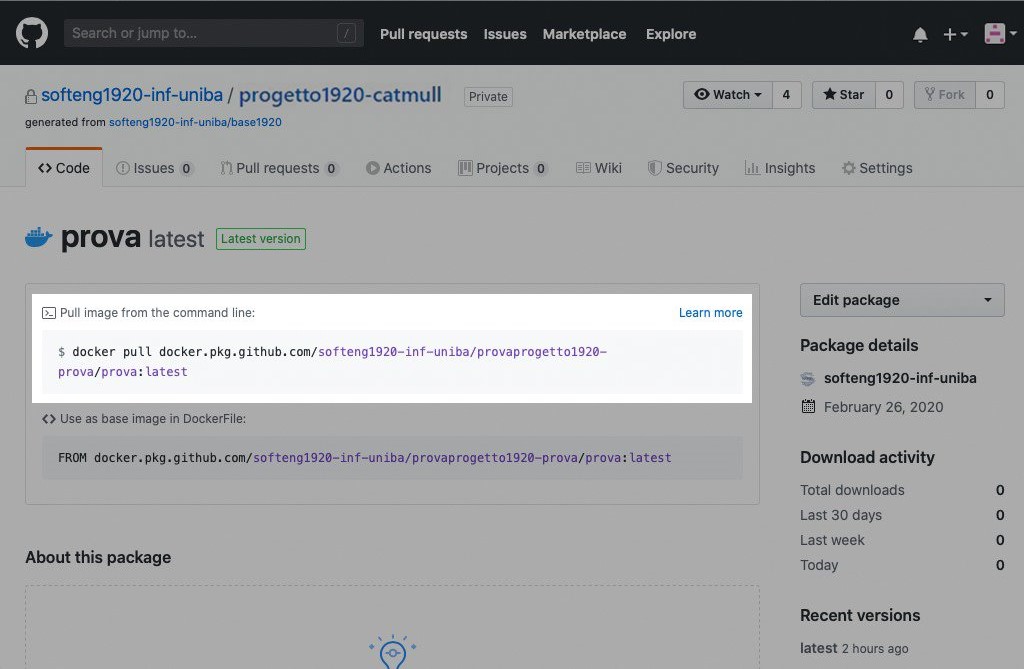 Search or jump to... /
Pull requests Issues Marketplace Explore
softeng1920-inf-uniba / progetto1920-catmull Private
Watch 4 Star 0 Fork 0
generated from softeng1920-inf-uniba/base1920
Code Issues 0 Pull requests 0 Actions Projects 0 Wiki Security Insights Settings
prova latest Latest version
Pull image from the command line: Learn more
$ docker pull docker.pkg.github.com/softeng1920-inf-uniba/provaprogetto1920-
prova/prova:latest
Use as base image in DockerFile:
FROM docker.pkg.github.com/softeng1920-inf-uniba/provaprogetto1920-prova/prova:latest
About this package
Edit package
Package details
softeng1920-inf-uniba
February 26, 2020
Download activity
Total downloads 0
Last 30 days 0
Last week 0
Today 0
Recent versions
latest 2 hours ago